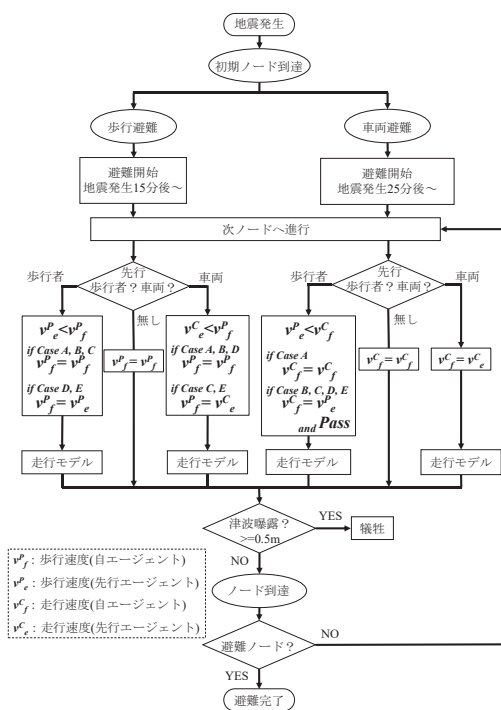 地震発生
初期ノード到達
歩行避難
車両避難
避難開始
地震発生15分後～
避難開始
地震発生25分後～
次ノードへ進行
歩行者
先行
歩行者？車両？
車両
無し
歩行者
先行
歩行者？車両？
車両
無し
v^P_e<v^P_f
if Case A, B, C
v^P_f=v^P_f
if Case D, E
v^P_f=v^P_e
v^P_f=v^P_f
v^C_e<v^P_f
if Case A, B, D
v^P_f=v^P_f
if Case C, E
v^P_f=v^C_e
v^P_e<v^C_f
if Case A
v^C_f=v^C_f
if Case B, C, D, E
v^C_f=v^P_e
and Pass
v^C_f=v^C_f
v^C_f=v^C_e
走行モデル
走行モデル
走行モデル
走行モデル
津波曝露？
>=0.5m
YES
犠牲
NO
ノード到達
避難ノード？
NO
YES
避難完了
v^P_f：歩行速度(自エージェント)
v^P_e：歩行速度(先行エージェント)
v^C_f：走行速度(自エージェント)
v^C_e：走行速度(先行エージェント)